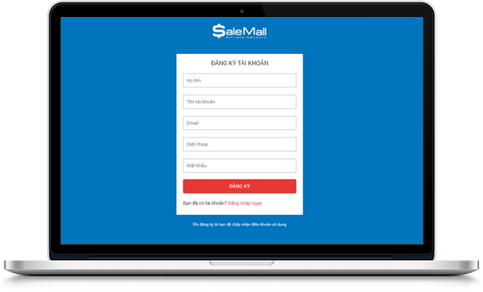 $aleMall
Affiliate Network
ĐĂNG KÝ TÀI KHOẢN
Họ tên
Tên tài khoản
Email
Điện thoại
Mật khẩu
ĐĂNG KÝ
Bạn đã có tài khoản? Đăng nhập ngay
Khi đăng ký là bạn đã chấp nhận điều khoản sử dụng